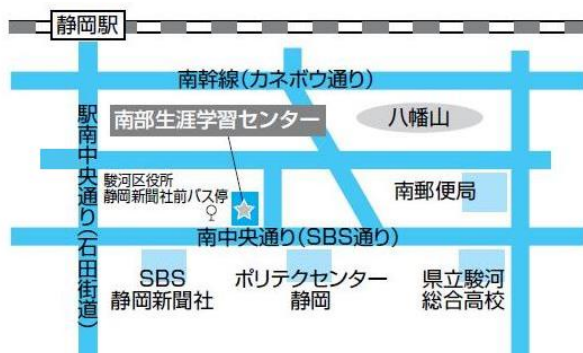 静岡駅
南幹線(カネボウ通り)
南部生涯学習センター
八幡山
駅南中央通り(石田街道)
駿河区役所
静岡新聞社前バス停
南郵便局
南中央通り(SBS通り)
SBS
静岡新聞社
ポリテクセンター
静岡
県立駿河
総合高校